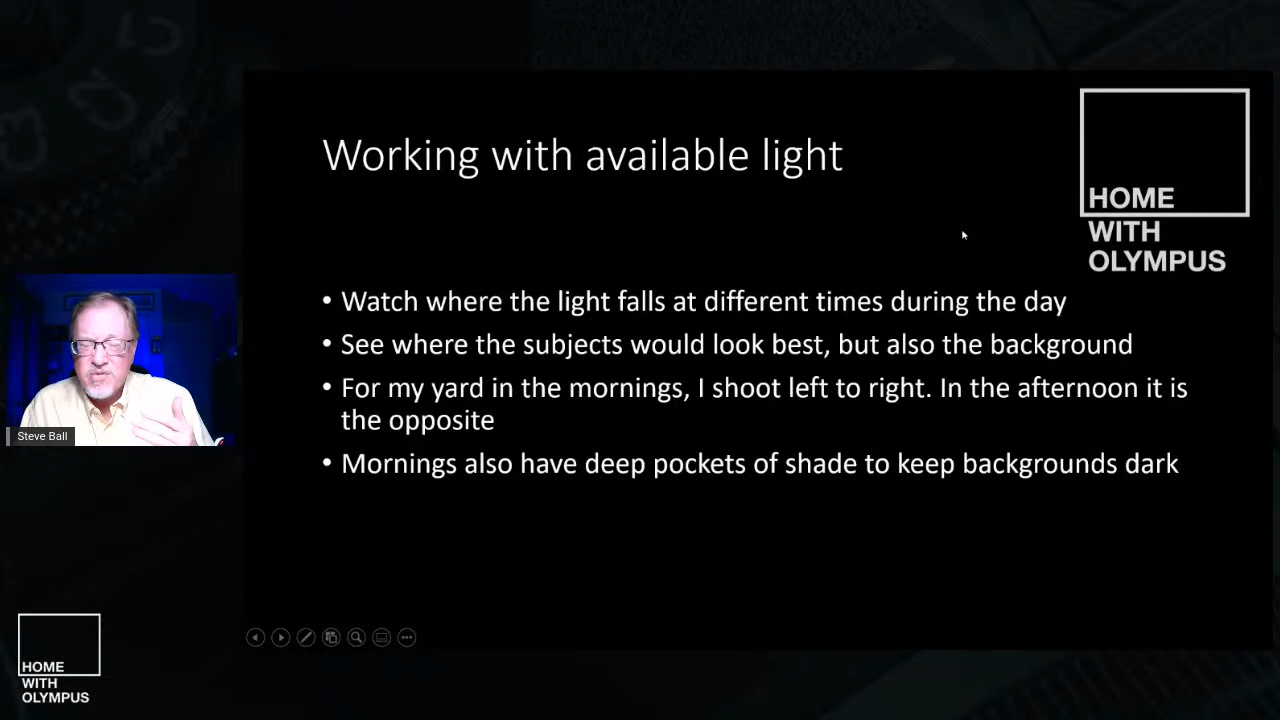 Working with available light
HOME
WITH
OLYMPUS
• Watch where the light falls at different times during the day
• See where the subjects would look best, but also the background
• For my yard in the mornings, I shoot left to right. In the afternoon it is
the opposite
• Mornings also have deep pockets of shade to keep backgrounds dark
Steve Ball
HOME
WITH
OLYMPUS